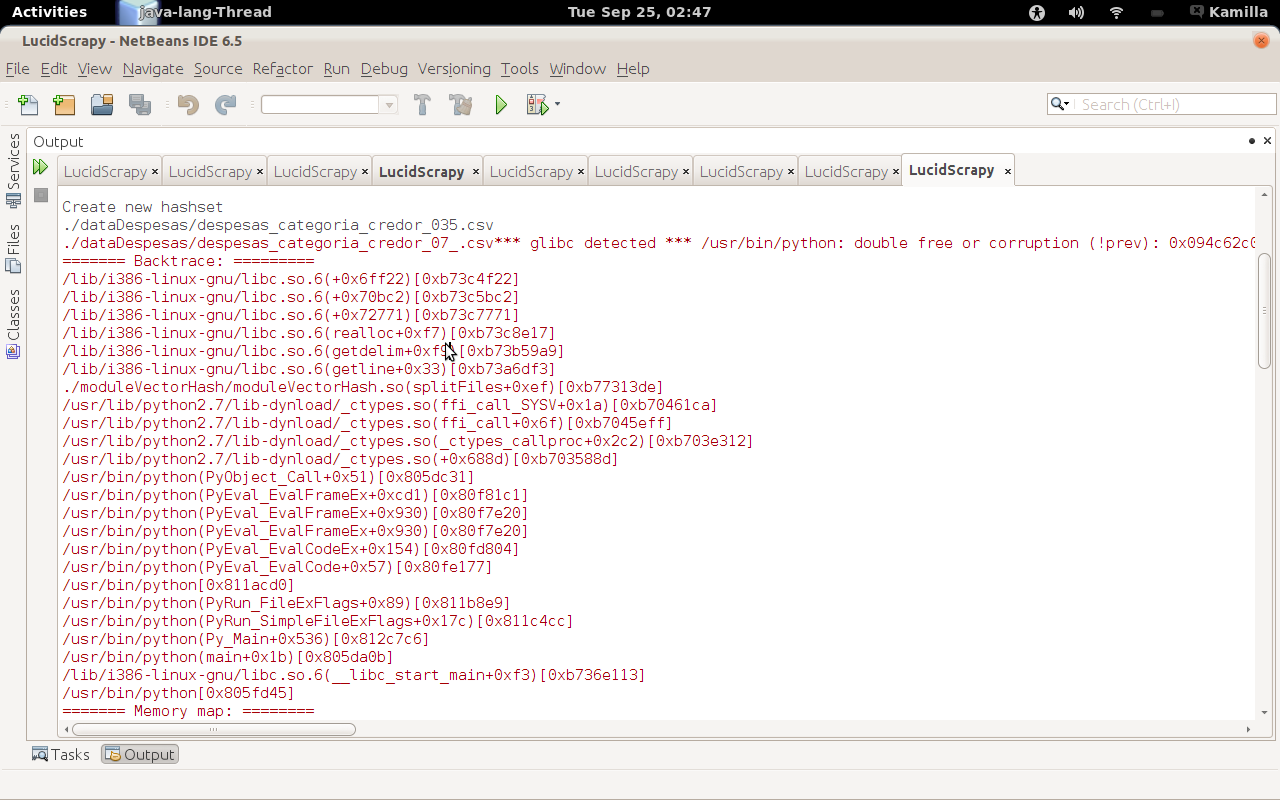 Activities java-lang-Thread Tue Sep 25, 02:47 Kamilla
LucidScrapy - NetBeans IDE 6.5
File Edit View Navigate Source Refactor Run Debug Versioning Tools Window Help
Search (Ctrl+I)
Output
Services
Files
Classes
LucidScrapy LucidScrapy LucidScrapy LucidScrapy LucidScrapy LucidScrapy LucidScrapy LucidScrapy LucidScrapy
Create new hashset
./dataDespesas/despesas_categoria_credor_035.csv
./dataDespesas/despesas_categoria_credor_07_.csv*** glibc detected *** /usr/bin/python: double free or corruption (!prev): 0x094c62c0
======= Backtrace: =========
/lib/i386-linux-gnu/libc.so.6(+0x6ff22)[0xb73c4f22]
/lib/i386-linux-gnu/libc.so.6(+0x70bc2)[0xb73c5bc2]
/lib/i386-linux-gnu/libc.so.6(+0x72771)[0xb73c7771]
/lib/i386-linux-gnu/libc.so.6(realloc+0xf7)[0xb73c8e17]
/lib/i386-linux-gnu/libc.so.6(getdelim+0xf [0xb73b59a9]
/lib/i386-linux-gnu/libc.so.6(getline+0x33)[0xb73a6df3]
./moduleVectorHash/moduleVectorHash.so(splitFiles+0xef)[0xb77313de]
/usr/lib/python2.7/lib-dynload/_ctypes.so(ffi_call_SYSV+0x1a)[0xb70461ca]
/usr/lib/python2.7/lib-dynload/_ctypes.so(ffi_call+0x6f)[0xb7045eff]
/usr/lib/python2.7/lib-dynload/_ctypes.so(_ctypes_callproc+0x2c2)[0xb703e312]
/usr/lib/python2.7/lib-dynload/_ctypes.so(+0x688d)[0xb703588d]
/usr/bin/python(PyObject_Call+0x51)[0x805dc31]
/usr/bin/python(PyEval_EvalFrameEx+0xcd1)[0x80f81c1]
/usr/bin/python(PyEval_EvalFrameEx+0x930)[0x80f7e20]
/usr/bin/python(PyEval_EvalFrameEx+0x930)[0x80f7e20]
/usr/bin/python(PyEval_EvalCodeEx+0x154)[0x80fd804]
/usr/bin/python(PyEval_EvalCode+0x57)[0x80fe177]
/usr/bin/python[0x811acd0]
/usr/bin/python(PyRun_FileExFlags+0x89)[0x811b8e9]
/usr/bin/python(PyRun_SimpleFileExFlags+0x17c)[0x811c4cc]
/usr/bin/python(Py_Main+0x536)[0x812c7c6]
/usr/bin/python(main+0x1b)[0x805da0b]
/lib/i386-linux-gnu/libc.so.6(__libc_start_main+0xf3)[0xb736e113]
/usr/bin/python[0x805fd45]
======= Memory map: ========
Tasks Output